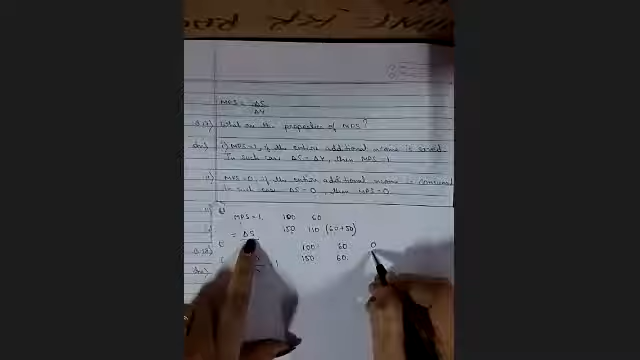 MPS = ΔS
ΔY
What are the properties of MPS?
Ans) i) MPS=1, if the entire additional income is saved.
In such case ΔS = ΔY, then MPS = 1.
ii) MPS=0, if the entire additional income is consumed
in such case ΔS = 0, then MPS = 0.
MPS = 1. 100 60
= ΔS 150 110 (60+50)
100 60 0
1 150 60